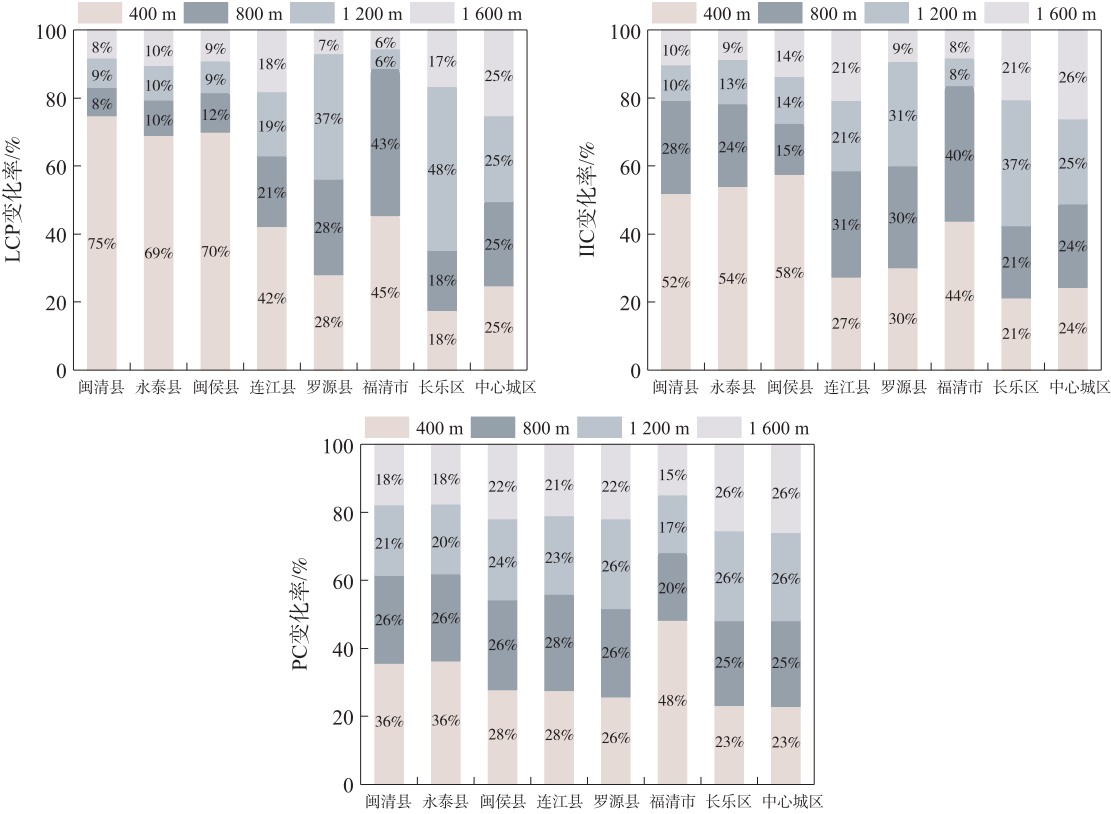 400 m 800 m 1 200 m 1 600 m
LCP变化率/%
100
80
60
40
20
0
8% 10% 9% 18% 7% 6% 17% 25%
9% 10% 9% 19% 37% 6% 48% 25%
8% 10% 12% 21% 28% 43% 18% 25%
75% 69% 70% 42% 28% 45% 18% 25%
闽清县 永泰县 闽侯县 连江县 罗源县 福清市 长乐区 中心城区
400 m 800 m 1 200 m 1 600 m
IIC变化率/%
100
80
60
40
20
0
10% 9% 14% 21% 9% 8% 21% 26%
10% 13% 14% 21% 31% 8% 37% 25%
28% 24% 15% 31% 30% 40% 21% 24%
52% 54% 58% 27% 30% 44% 21% 24%
闽清县 永泰县 闽侯县 连江县 罗源县 福清市 长乐区 中心城区
400 m 800 m 1 200 m 1 600 m
PC变化率/%
100
80
60
40
20
0
18% 18% 22% 21% 22% 15% 26% 26%
21% 20% 24% 23% 26% 17% 26% 26%
26% 26% 26% 28% 26% 20% 25% 25%
36% 36% 28% 28% 26% 48% 23% 23%
闽清县 永泰县 闽侯县 连江县 罗源县 福清市 长乐区 中心城区